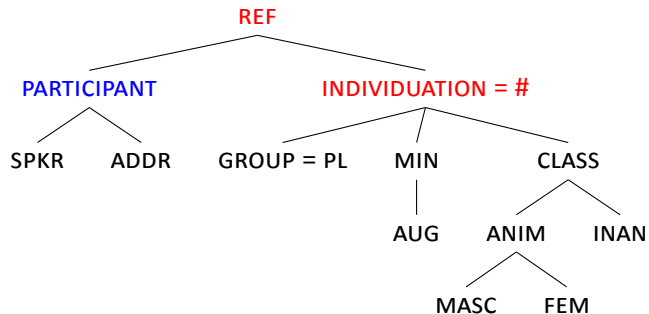 REF
PARTICIPANT INDIVIDUATION = #
SPKR ADDR GROUP = PL MIN CLASS
AUG ANIM INAN
MASC FEM